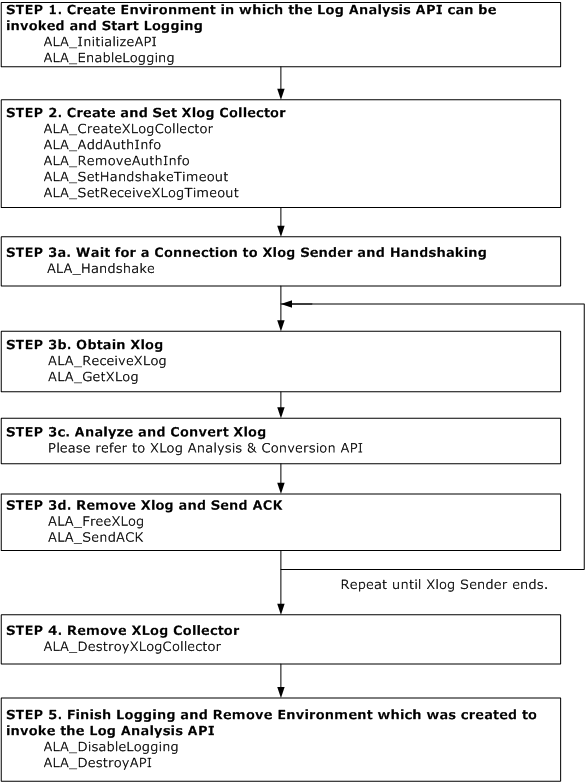 STEP 1. Create Environment in which the Log Analysis API can be
invoked and Start Logging
ALA_InitializeAPI
ALA_EnableLogging
STEP 2. Create and Set Xlog Collector
ALA_CreateXLogCollector
ALA_AddAuthInfo
ALA_RemoveAuthInfo
ALA_SetHandshakeTimeout
ALA_SetReceiveXLogTimeout
STEP 3a. Wait for a Connection to Xlog Sender and Handshaking
ALA_Handshake
STEP 3b. Obtain Xlog
ALA_ReceiveXLog
ALA_GetXLog
STEP 3c. Analyze and Convert Xlog
Please refer to XLog Analysis & Conversion API
STEP 3d. Remove Xlog and Send ACK
ALA_FreeXLog
ALA_SendACK
Repeat until Xlog Sender ends.
STEP 4. Remove XLog Collector
ALA_DestroyXLogCollector
STEP 5. Finish Logging and Remove Environment which was created to
invoke the Log Analysis API
ALA_DisableLogging
ALA_DestroyAPI